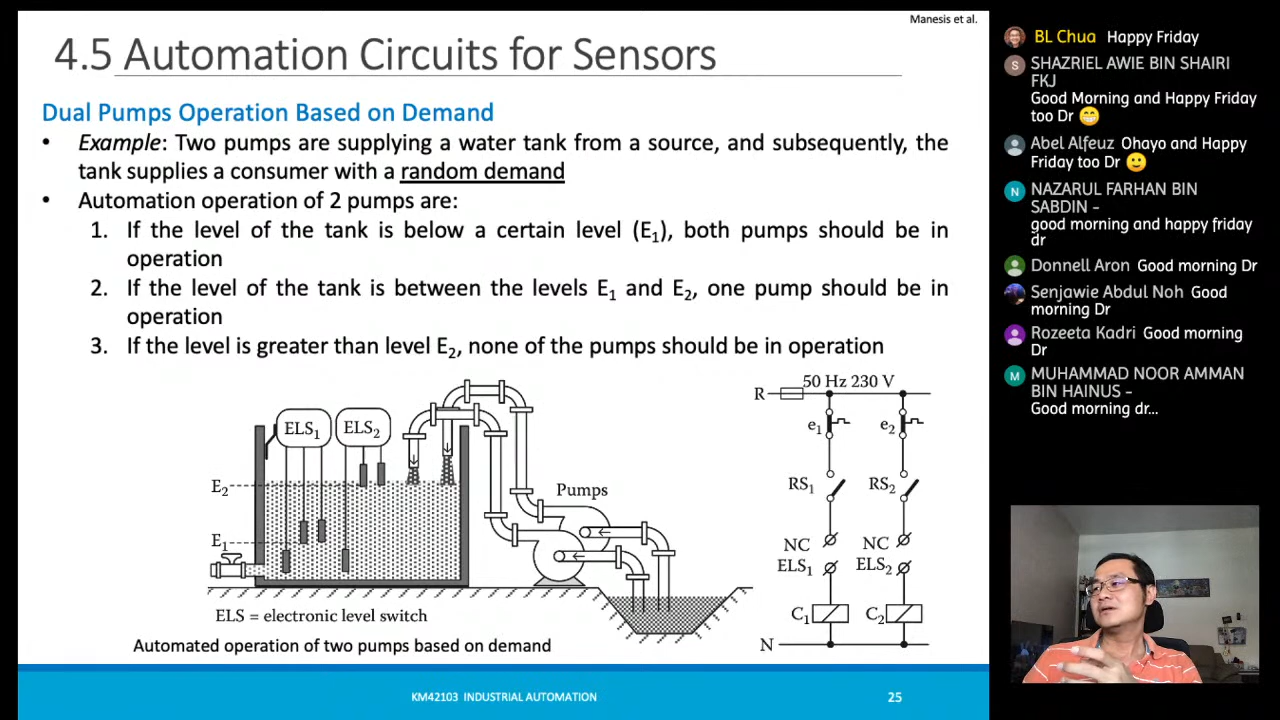 Manesis et al.
4.5 Automation Circuits for Sensors
Dual Pumps Operation Based on Demand
• Example: Two pumps are supplying a water tank from a source, and subsequently, the
tank supplies a consumer with a random demand
• Automation operation of 2 pumps are:
1. If the level of the tank is below a certain level (E1), both pumps should be in
operation
2. If the level of the tank is between the levels E1 and E2, one pump should be in
operation
3. If the level is greater than level E2, none of the pumps should be in operation
ELS1
ELS2
E2
E1
Pumps
ELS = electronic level switch
Automated operation of two pumps based on demand
50 Hz 230 V
R
e1
e2
RS1
RS2
NC
NC
ELS1
ELS2
C1
C2
N
KM42103 INDUSTRIAL AUTOMATION
25
BL Chua Happy Friday
S
SHAZRIEL AWIE BIN SHAIRI
FKJ
Good Morning and Happy Friday
too Dr 😁
Abel Alfeuz Ohayo and Happy
Friday too Dr 🙂
N
NAZARUL FARHAN BIN
SABDIN -
good morning and happy friday
dr
Donnell Aron Good morning Dr
Senjawie Abdul Noh Good
morning Dr
Rozeeta Kadri Good morning
Dr
M
MUHAMMAD NOOR AMMAN
BIN HAINUS -
Good morning dr...